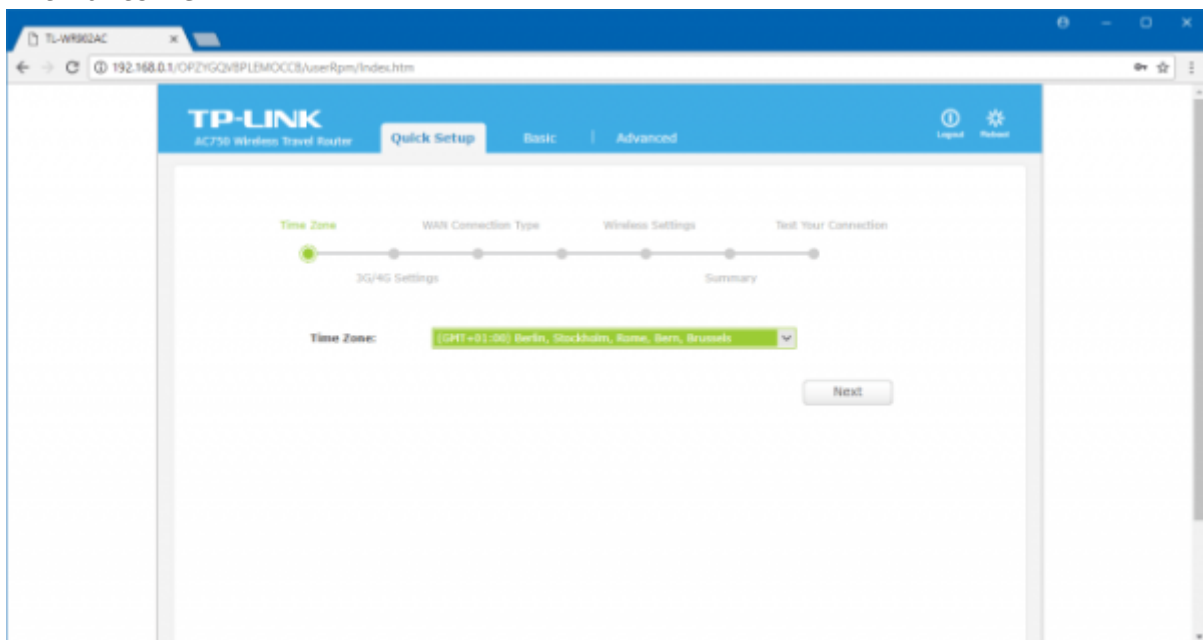 TL-WR902AC
192.168.0.1/OPZYGQVBPLEMOCCB/userRpm/Index.htm
TP-LINK
AC750 Wireless Travel Router
Quick Setup
Basic
Advanced
Logout
Reboot
Time Zone
WAN Connection Type
Wireless Settings
Test Your Connection
3G/4G Settings
Summary
Time Zone:
(GMT+01:00) Berlin, Stockholm, Rome, Bern, Brussels
Next